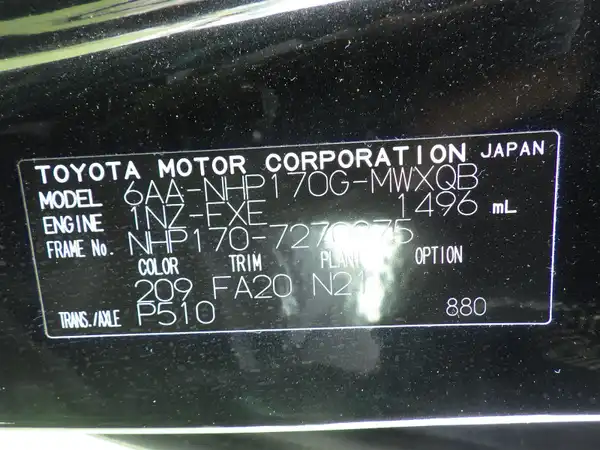 TOYOTA MOTOR CORPORATION JAPAN
MODEL 6AA-NHP170G-MWXQB
ENGINE 1NZ-FXE 1496 mL
FRAME No.
COLOR TRIM PLANT OPTION
209 FA20 N21
TRANS./AXLE P510 880